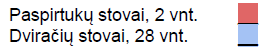 Paspirtukų stovai, 2 vnt.
Dviračių stovai, 28 vnt.